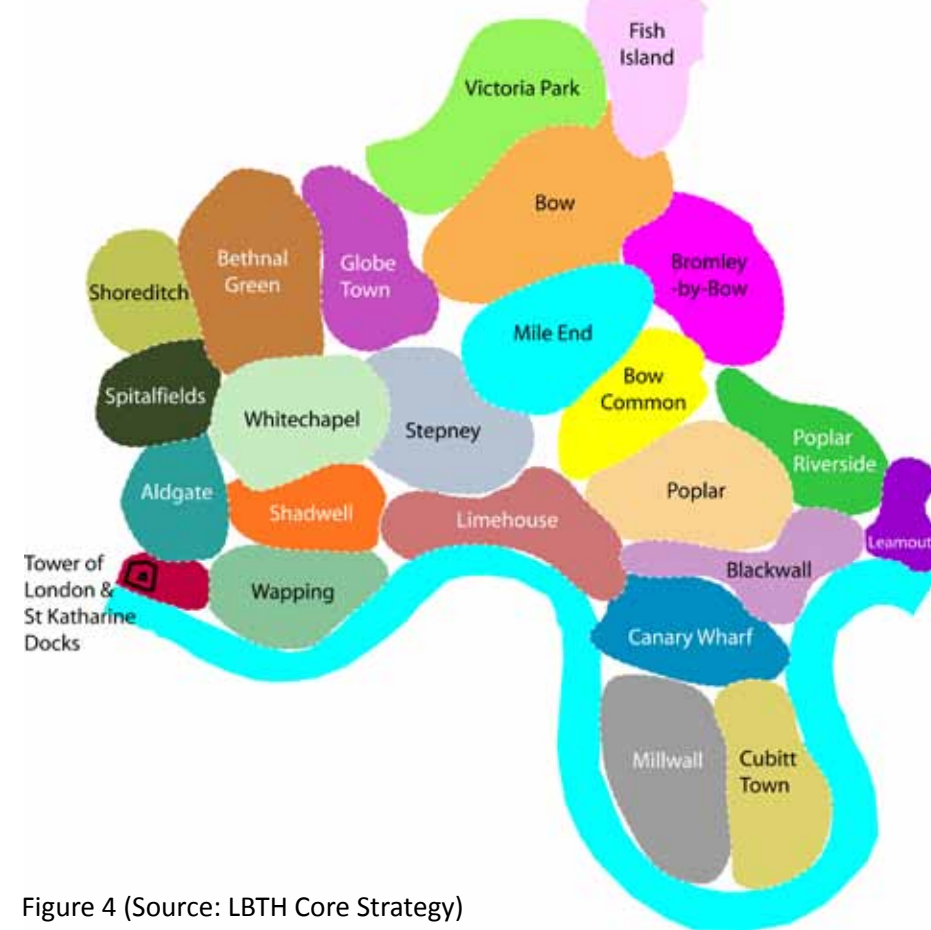 Fish
Island
Victoria Park
Bow
Bethnal
Green
Globe
Town
Bromley
-by-Bow
Shoreditch
Mile End
Bow
Common
Spitalfields
Whitechapel
Stepney
Poplar
Riverside
Aldgate
Shadwell
Limehouse
Poplar
Leamouth
Tower of
London &
St Katharine
Docks
Wapping
Blackwall
Canary Wharf
Millwall
Cubitt
Town
Figure 4 (Source: LBTH Core Strategy)